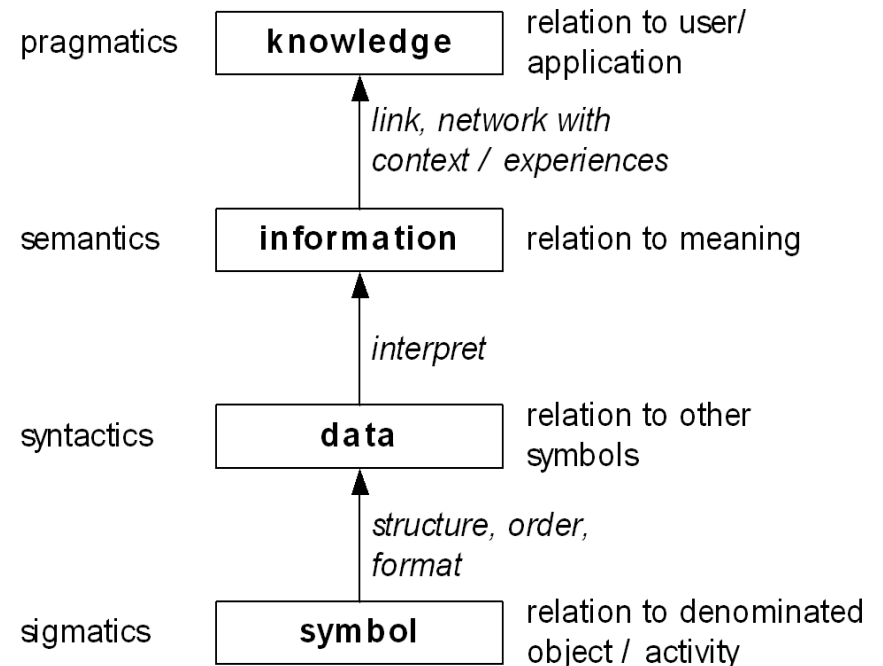 pragmatics knowledge relation to user/
application
link, network with
context / experiences
semantics information relation to meaning
interpret
syntactics data relation to other
symbols
structure, order,
format
sigmatics symbol relation to denominated
object / activity